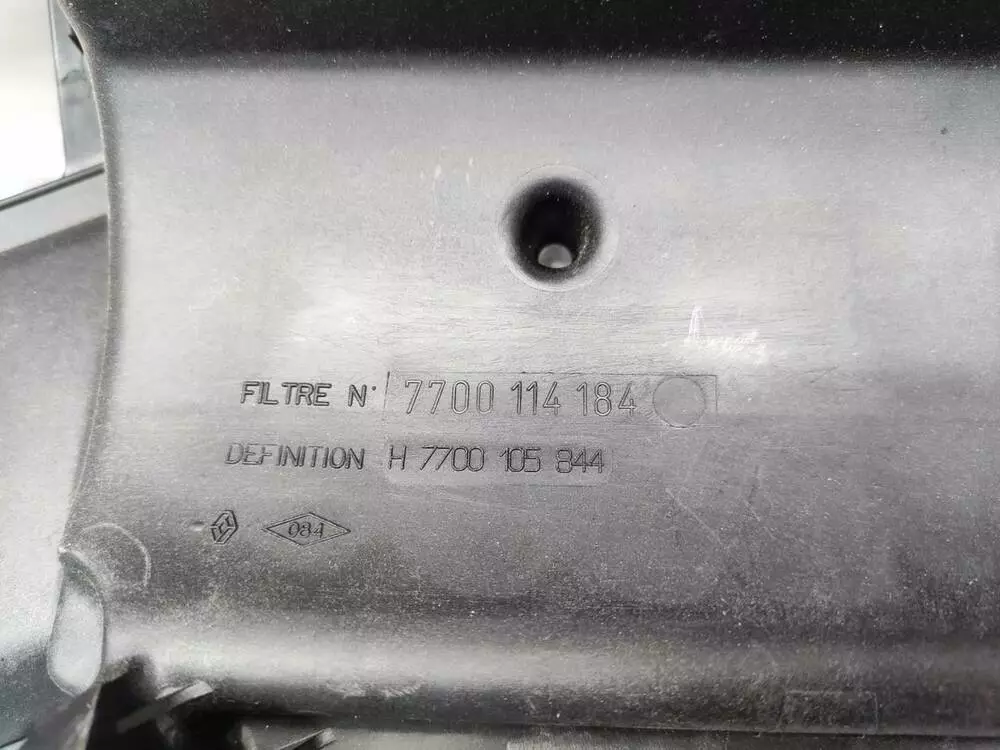 FILTRE N° 7700 114 184
DEFINITION H 7700 105 844
084